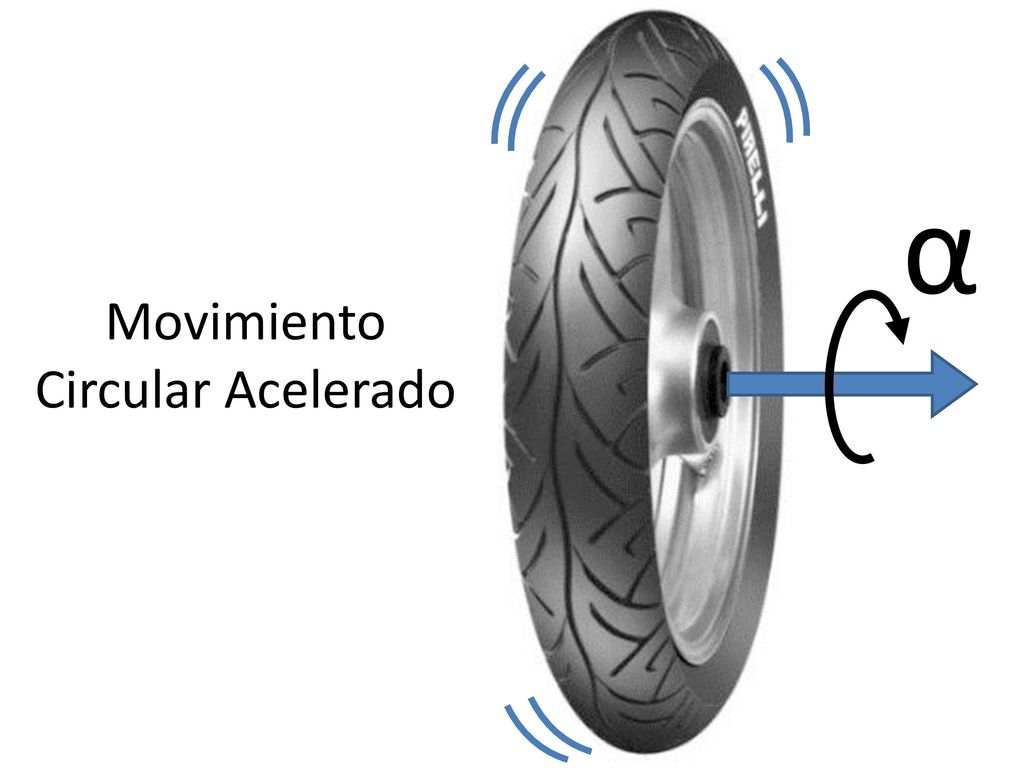 PIRELLI
α
Movimiento
Circular Acelerado